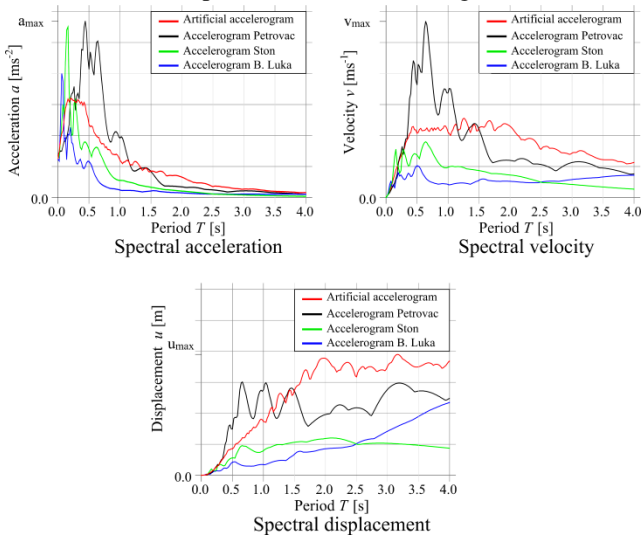 a_max
Acceleration a [ms⁻²]
0.0
Artificial accelerogram
Accelerogram Petrovac
Accelerogram Ston
Accelerogram B. Luka
0.0 0.5 1.0 1.5 2.0 2.5 3.0 3.5 4.0
Period T [s]
Spectral acceleration
v_max
Velocity v [ms⁻¹]
0.0
Artificial accelerogram
Accelerogram Petrovac
Accelerogram Ston
Accelerogram B. Luka
0.0 0.5 1.0 1.5 2.0 2.5 3.0 3.5 4.0
Period T [s]
Spectral velocity
Displacement u [m]
u_max
0.0
Artificial accelerogram
Accelerogram Petrovac
Accelerogram Ston
Accelerogram B. Luka
0.0 0.5 1.0 1.5 2.0 2.5 3.0 3.5 4.0
Period T [s]
Spectral displacement